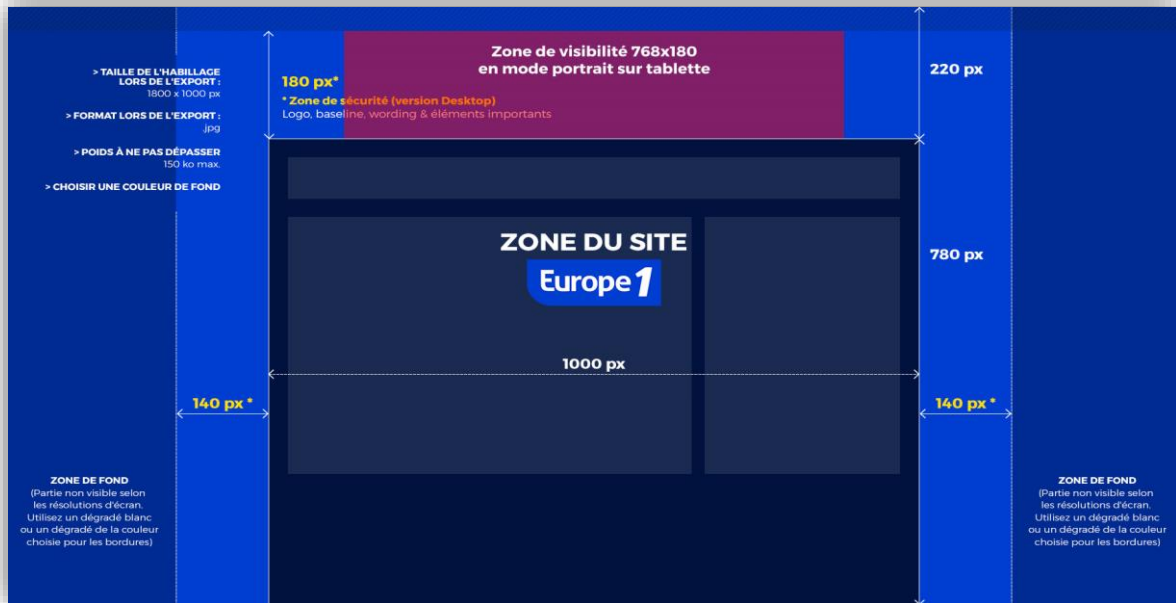 > TAILLE DE L'HABILLAGE
LORS DE L'EXPORT :
1800 x 1000 px
> FORMAT LORS DE L'EXPORT :
.jpg
> POIDS À NE PAS DÉPASSER
150 ko max.
> CHOISIR UNE COULEUR DE FOND
180 px*
* Zone de sécurité (version Desktop)
Logo, baseline, wording & éléments importants
Zone de visibilité 768x180
en mode portrait sur tablette
220 px
ZONE DU SITE
Europe 1
780 px
1000 px
140 px *
140 px *
ZONE DE FOND
(Partie non visible selon
les résolutions d'écran.
Utilisez un dégradé blanc
ou un dégradé de la couleur
choisie pour les bordures)
ZONE DE FOND
(Partie non visible selon
les résolutions d'écran.
Utilisez un dégradé blanc
ou un dégradé de la couleur
choisie pour les bordures)